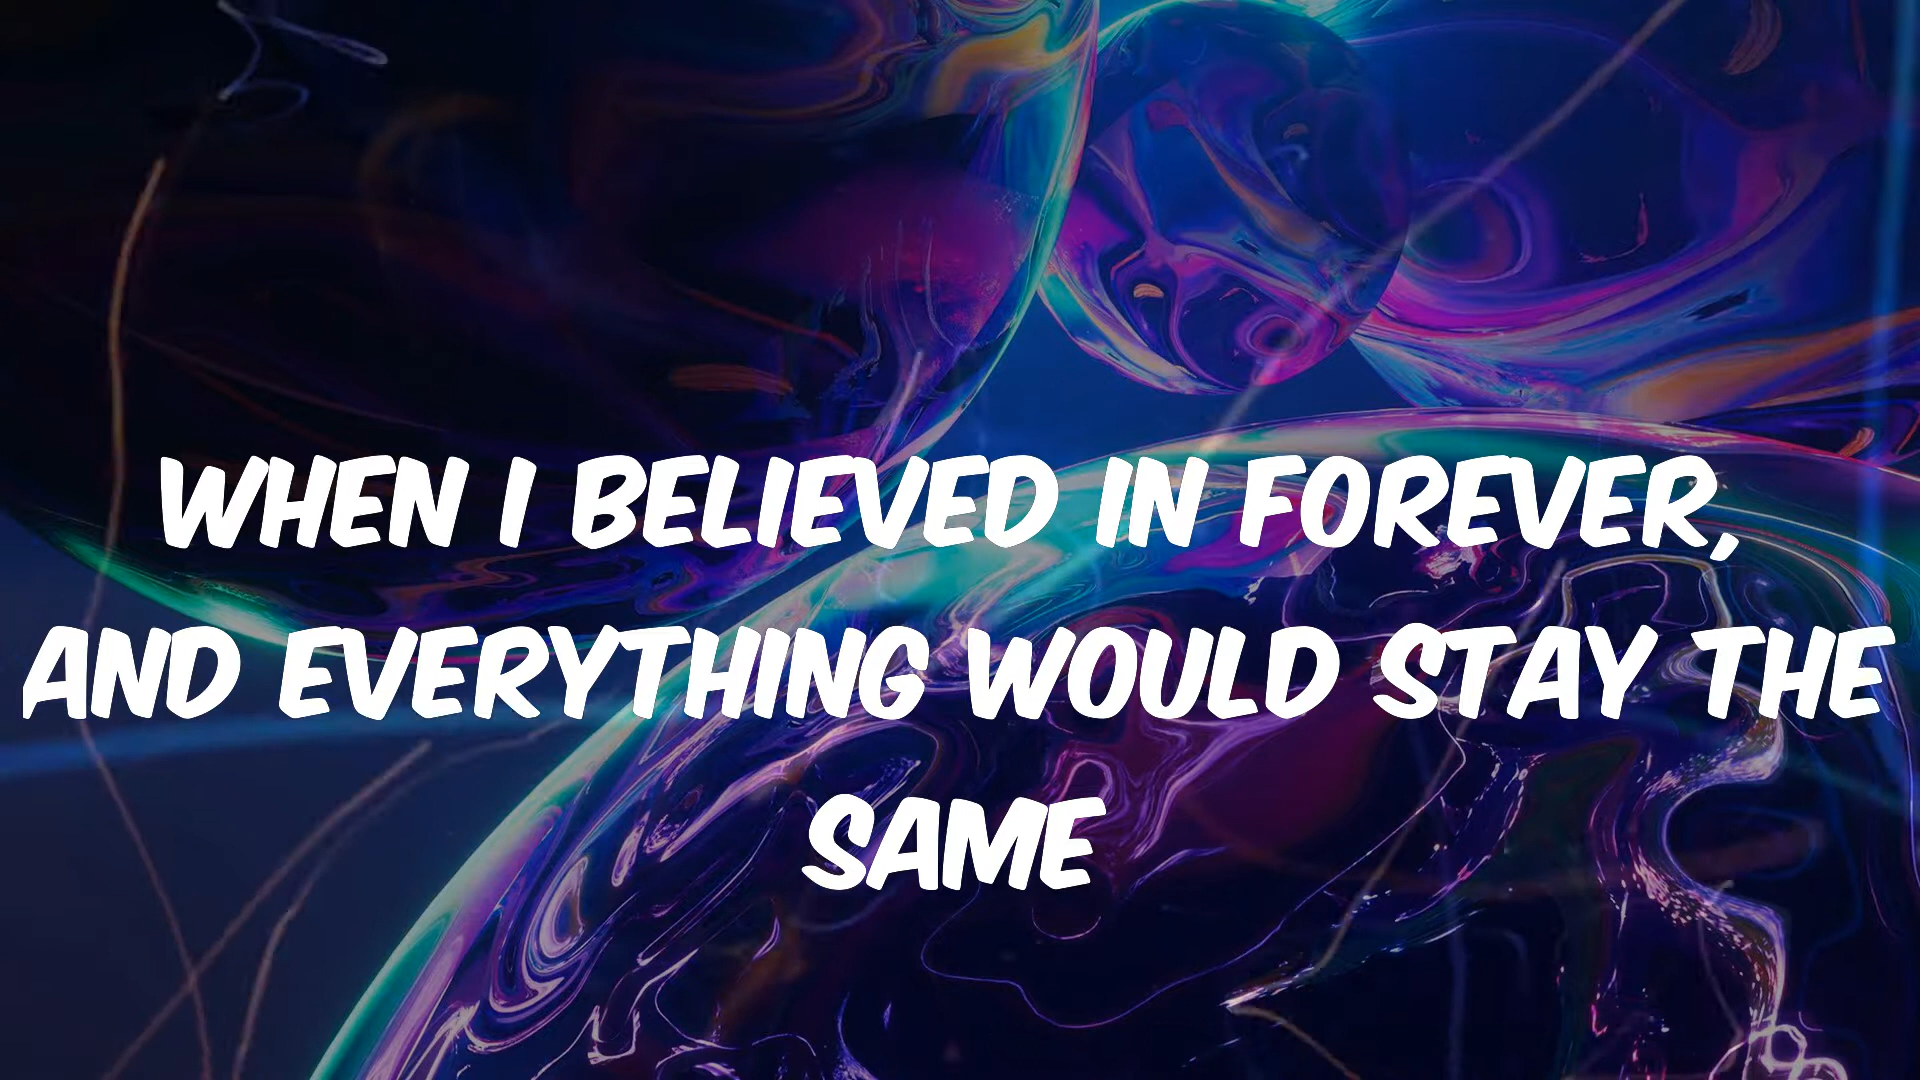 WHEN I BELIEVED IN FOREVER,
AND EVERYTHING WOULD STAY THE
SAME